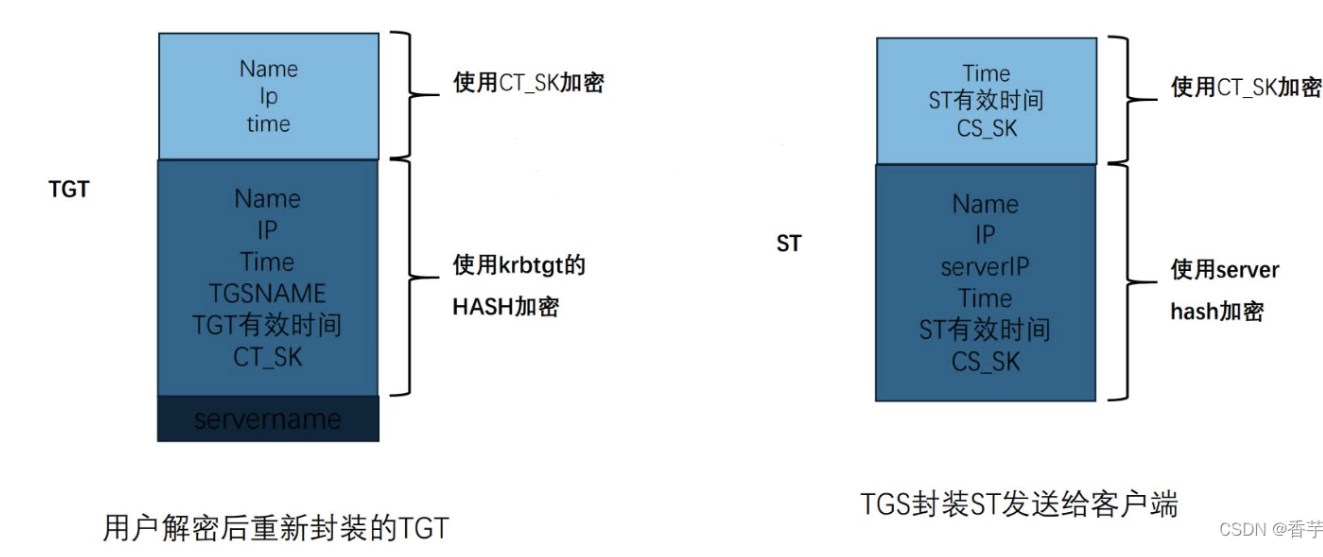 Name
Ip
time
使用CT_SK加密
TGT
Name
IP
Time
TGSNAME
TGT有效时间
CT_SK
使用krbtgt的
HASH加密
servername
用户解密后重新封装的TGT
Time
ST有效时间
CS_SK
使用CT_SK加密
ST
Name
IP
serverIP
Time
ST有效时间
CS_SK
使用server
hash加密
TGS封装ST发送给客户端
CSDN @香芋